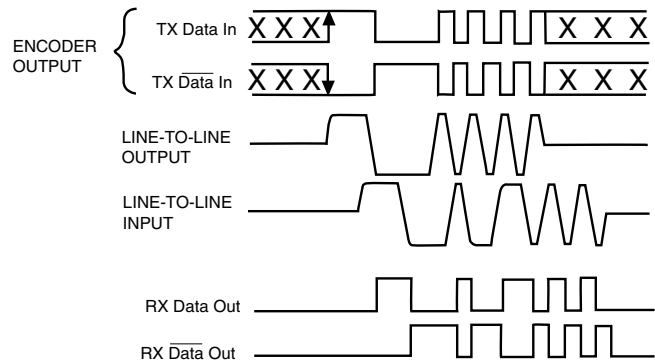 ENCODER
OUTPUT
TX Data In
X X X
X X X
TX Data In
X X X
X X X
LINE-TO-LINE
OUTPUT
LINE-TO-LINE
INPUT
RX Data Out
RX Data Out